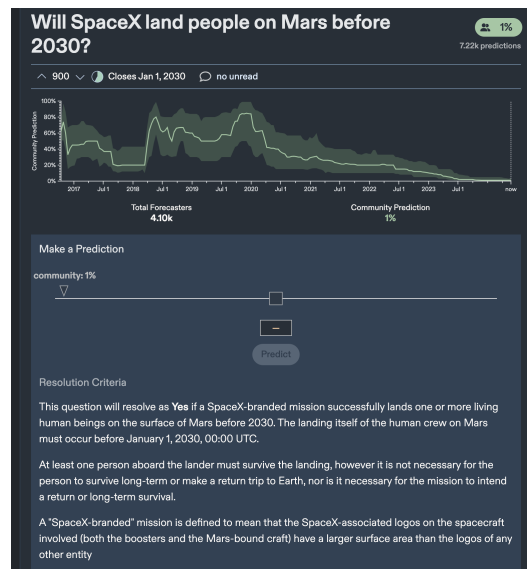 Will SpaceX land people on Mars before
2030?
1%
7.22k predictions
900
Closes Jan 1, 2030
no unread
Community Prediction
100%
80%
60%
40%
20%
0%
2017 Jul 1 2018 Jul 1 2019 Jul 1 2020 Jul 1 2021 Jul 1 2022 Jul 1 2023 Jul 1 now
Total Forecasters
4.10k
Community Prediction
1%
Make a Prediction
community: 1%
–
Predict
Resolution Criteria
This question will resolve as Yes if a SpaceX-branded mission successfully lands one or more living
human beings on the surface of Mars before 2030. The landing itself of the human crew on Mars
must occur before January 1, 2030, 00:00 UTC.
At least one person aboard the lander must survive the landing, however it is not necessary for the
person to survive long-term or make a return trip to Earth, nor is it necessary for the mission to intend
a return or long-term survival.
A "SpaceX-branded" mission is defined to mean that the SpaceX-associated logos on the spacecraft
involved (both the boosters and the Mars-bound craft) have a larger surface area than the logos of any
other entity